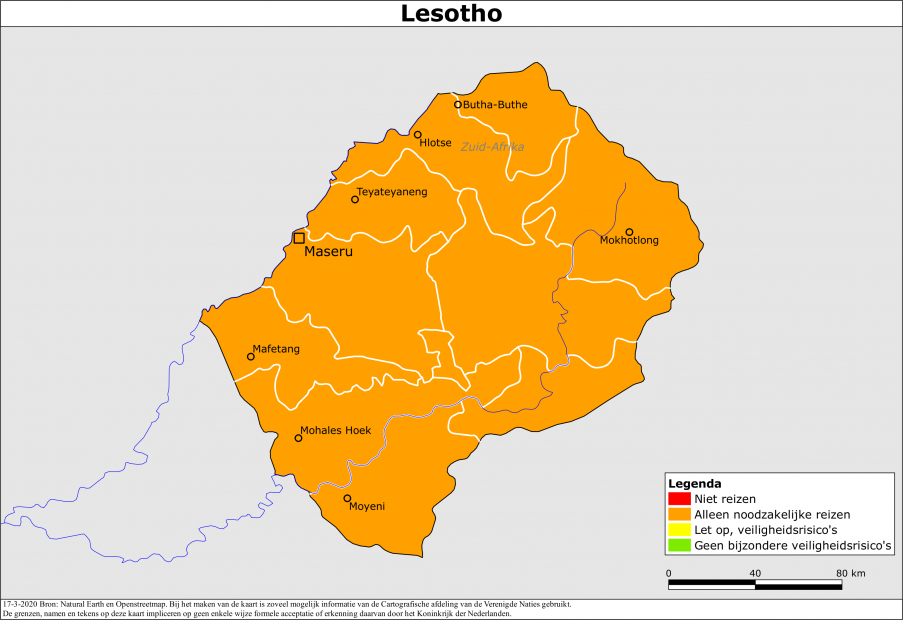 Lesotho
Butha-Buthe
Hlotse
Zuid-Afrika
Teyateyaneng
Mokhotlong
Maseru
Mafetang
Mohales Hoek
Moyeni
Legenda
Niet reizen
Alleen noodzakelijke reizen
Let op, veiligheidsrisico's
Geen bijzondere veiligheidsrisico's
0 40 80 km
17-3-2020 Bron: Natural Earth en Openstreetmap. Bij het maken van de kaart is zoveel mogelijk informatie van de Cartografische afdeling van de Verenigde Naties gebruikt.
De grenzen, namen en tekens op deze kaart impliceren op geen enkele wijze formele acceptatie of erkenning daarvan door het Koninkrijk der Nederlanden.